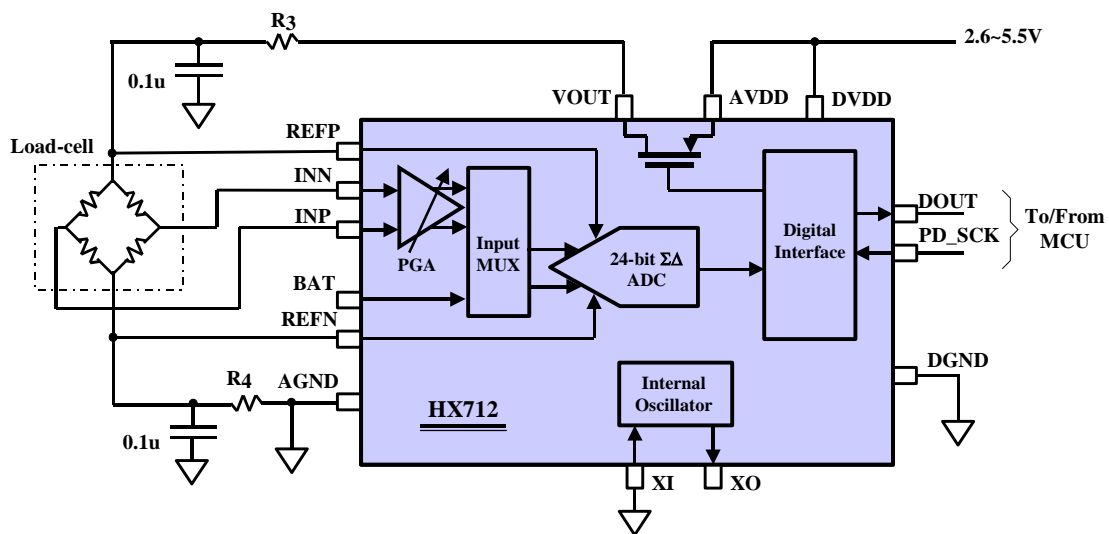 R3
2.6~5.5V
0.1u
VOUT
AVDD
DVDD
REFP
Load-cell
INN
INP
PGA
Input
MUX
24-bit ΣΔ
ADC
Digital
Interface
DOUT
PD_SCK
To/From
MCU
BAT
REFN
R4
AGND
0.1u
HX712
Internal
Oscillator
DGND
XI
XO